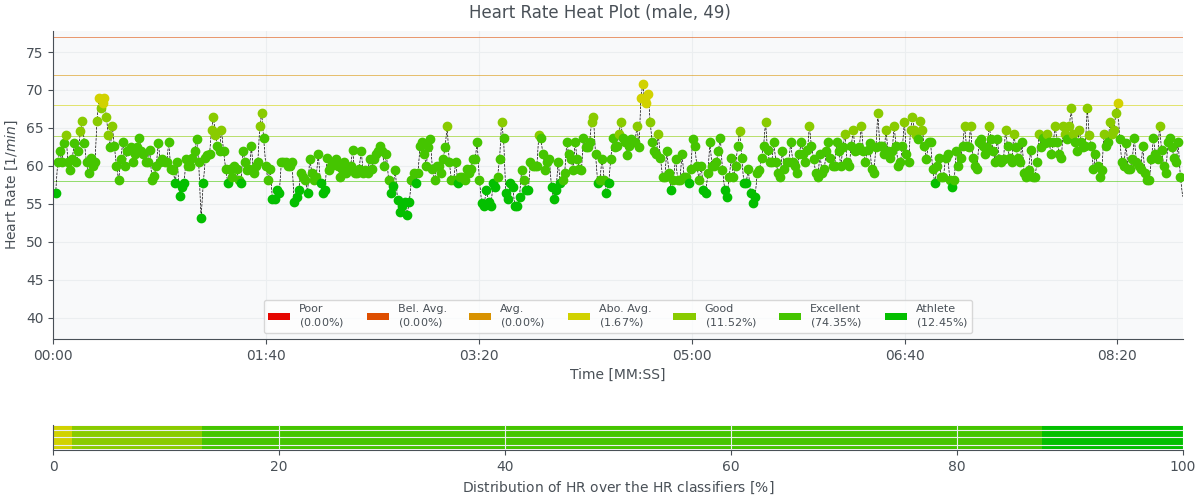 Heart Rate Heat Plot (male, 49)
Heart Rate [1/min]
75
70
65
60
55
50
45
40
Poor
(0.00%)
Bel. Avg.
(0.00%)
Avg.
(0.00%)
Abo. Avg.
(1.67%)
Good
(11.52%)
Excellent
(74.35%)
Athlete
(12.45%)
00:00 01:40 03:20 05:00 06:40 08:20
Time [MM:SS]
0 20 40 60 80 100
Distribution of HR over the HR classifiers [%]